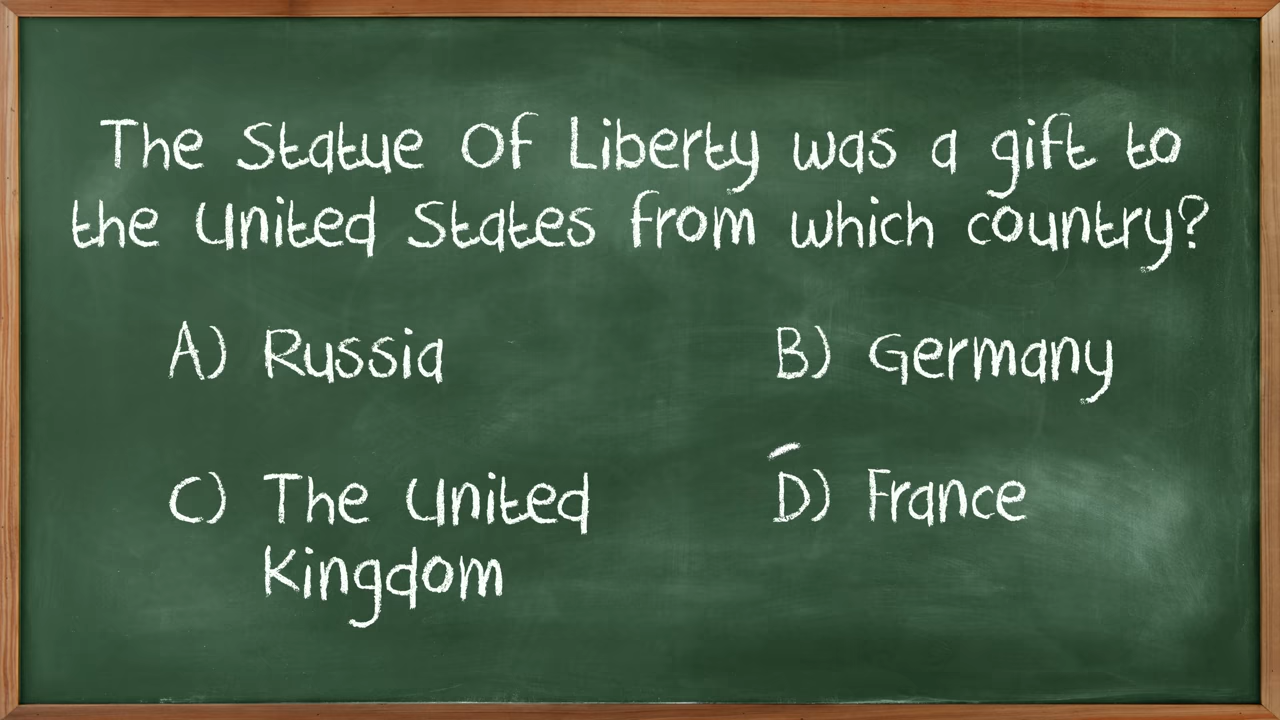 The Statue Of Liberty was a gift to
the United States from which country?
A) Russia
B) Germany
C) The United
Kingdom
D) France